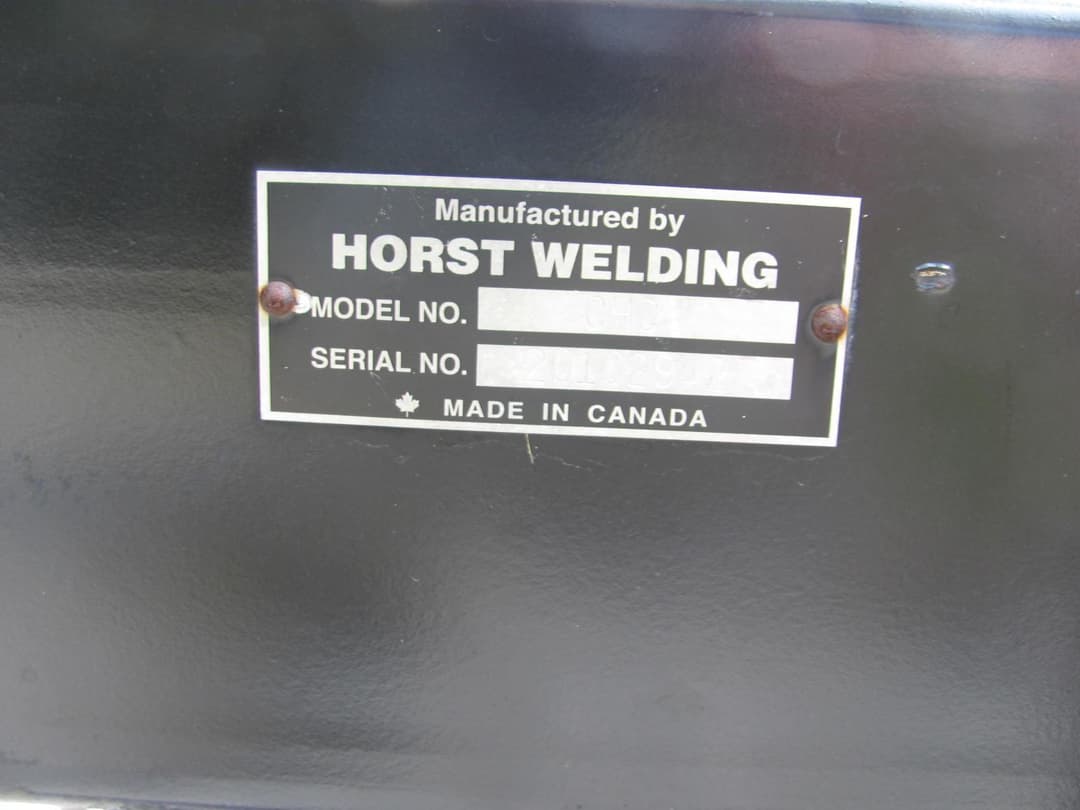 Manufactured by
HORST WELDING
MODEL NO.
SERIAL NO.
MADE IN CANADA